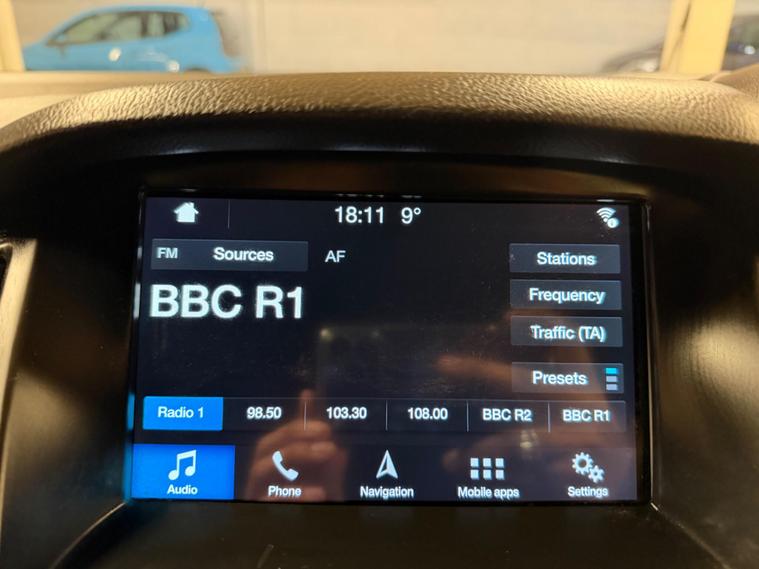 18:11 9°
FM Sources AF Stations
BBC R1
Frequency
Traffic (TA)
Presets
Radio 1 98.50 103.30 108.00 BBC R2 BBC R1
Audio Phone Navigation Mobile apps Settings